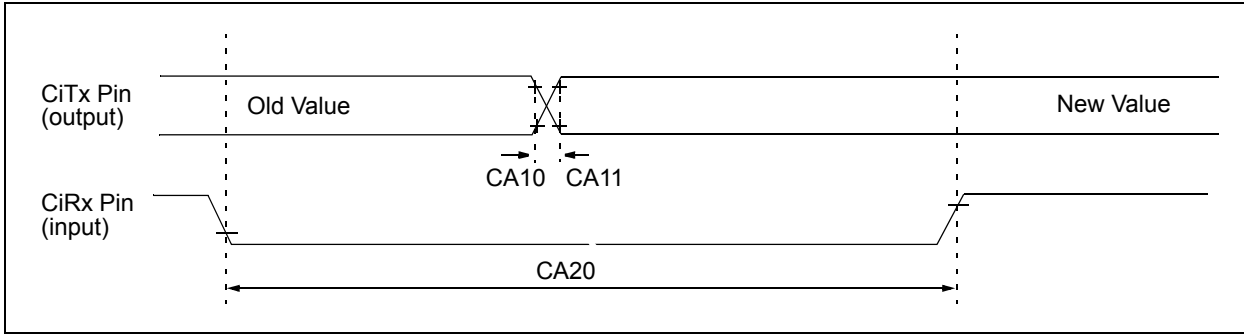 CiTx Pin
(output)
Old Value
New Value
CA10 CA11
CiRx Pin
(input)
CA20